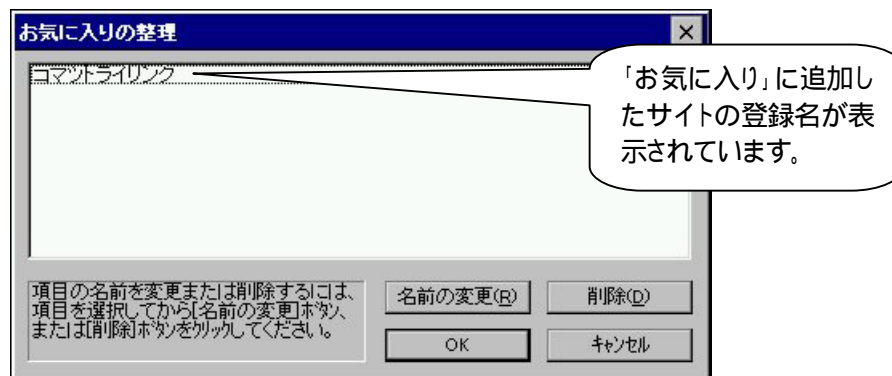 お気に入りの整理
コマツトライリンク
「お気に入り」に追加し
たサイトの登録名が表
示されています。
項目の名前を変更または削除するには、
項目を選択してから[名前の変更]ボタン、
または[削除]ボタンをクリックしてください。
名前の変更(R)
削除(D)
OK
キャンセル